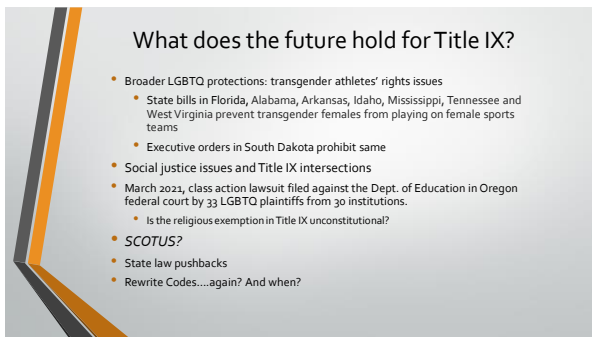 What does the future hold for Title IX?
Broader LGBTQ protections: transgender athletes' rights issues
State bills in Florida, Alabama, Arkansas, Idaho, Mississippi, Tennessee and
West Virginia prevent transgender females from playing on female sports
teams
Executive orders in South Dakota prohibit same
Social justice issues and Title IX intersections
March 2021, class action lawsuit filed against the Dept. of Education in Oregon
federal court by 33 LGBTQ plaintiffs from 30 institutions.
Is the religious exemption in Title IX unconstitutional?
SCOTUS?
State law pushbacks
Rewrite Codes....again? And when?